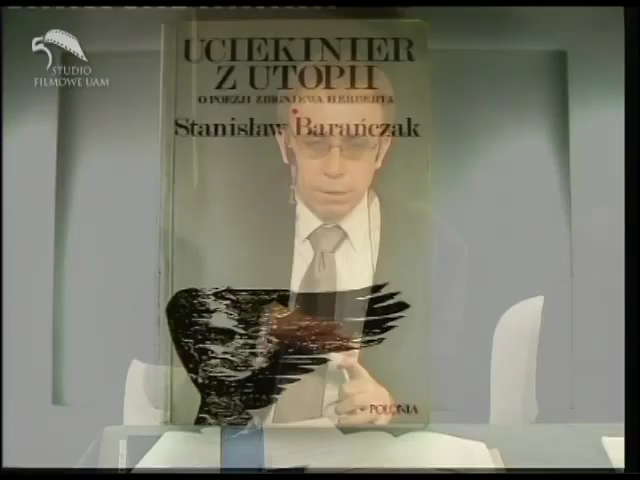 STUDIO
FILMOWE UAM
UCIEKINIER
Z UTOPII
O POEZJI ZBIGNIEWA HERBERTA
Stanisław Barańczak
POLONIA